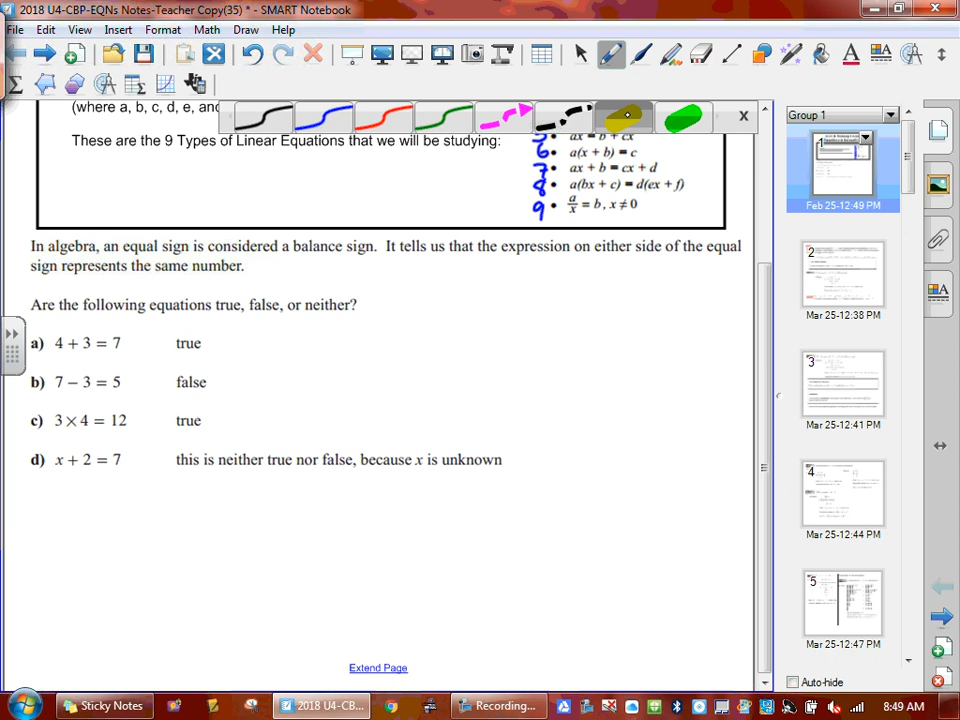 2018 U4-CBP-EQNs Notes-Teacher Copy(35) * - SMART Notebook
File Edit View Insert Format Math Draw Help
(where a, b, c, d, e, and
X
These are the 9 Types of Linear Equations that we will be studying:
ax = b + cx
6 • a(x + b) = c
7 • ax + b = cx + d
8 • a(bx + c) = d(ex + f)
9 • a/x = b, x ≠ 0
In algebra, an equal sign is considered a balance sign. It tells us that the expression on either side of the equal
sign represents the same number.
Are the following equations true, false, or neither?
a) 4 + 3 = 7 true
b) 7 − 3 = 5 false
c) 3 × 4 = 12 true
d) x + 2 = 7 this is neither true nor false, because x is unknown
Extend Page
Group 1
1
Feb 25-12:49 PM
2
Mar 25-12:38 PM
3
Mar 25-12:41 PM
4
Mar 25-12:44 PM
5
Mar 25-12:47 PM
Auto-hide
Sticky Notes
2018 U4-CB...
Recording...
8:49 AM